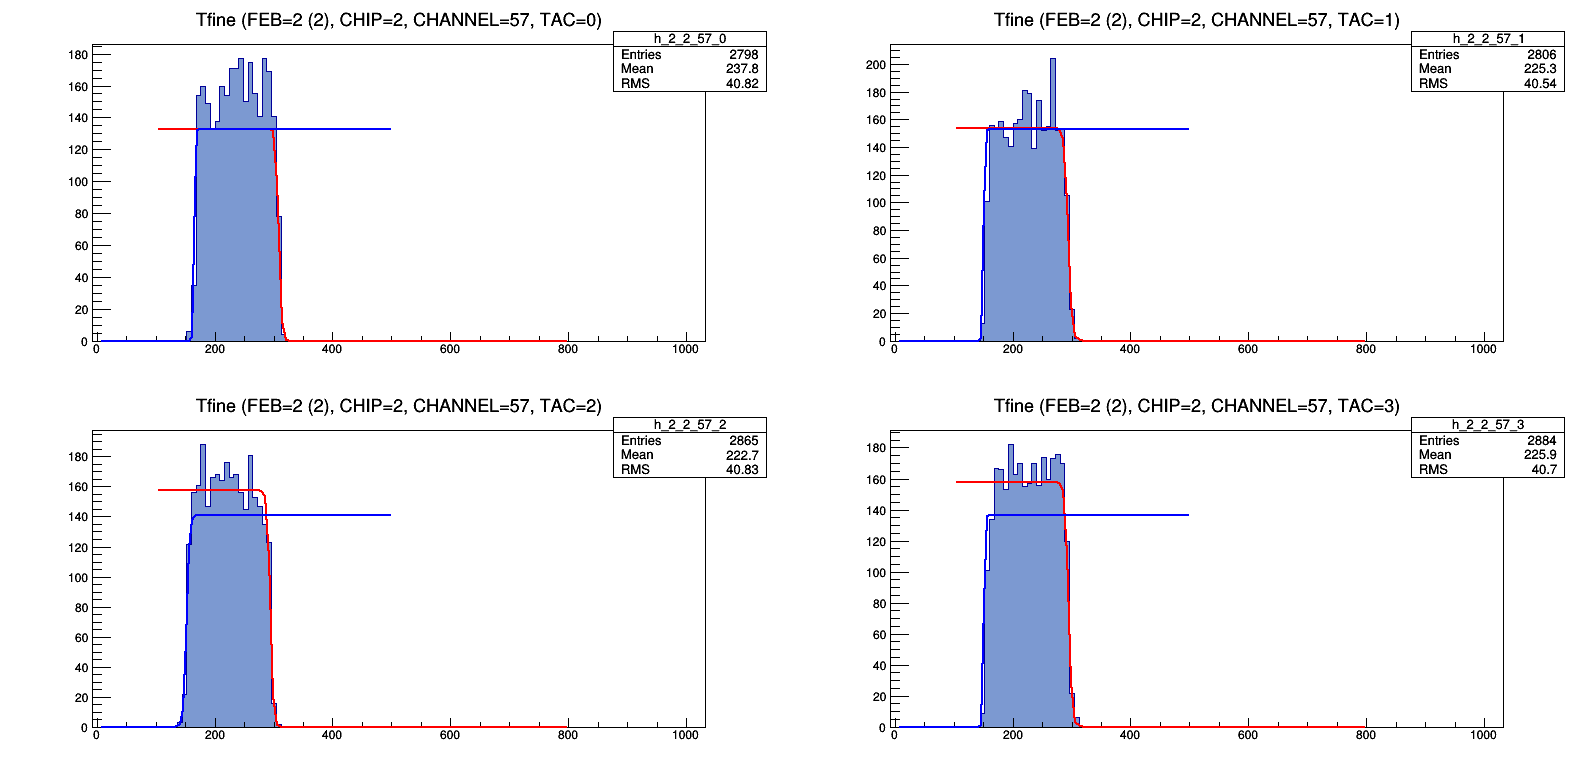 Tfine (FEB=2 (2), CHIP=2, CHANNEL=57, TAC=0)
h_2_2_57_0
Entries 2798
Mean 237.8
RMS 40.82
180
160
140
120
100
80
60
40
20
0
0 200 400 600 800 1000
Tfine (FEB=2 (2), CHIP=2, CHANNEL=57, TAC=1)
h_2_2_57_1
Entries 2806
Mean 225.3
RMS 40.54
200
180
160
140
120
100
80
60
40
20
0
0 200 400 600 800 1000
Tfine (FEB=2 (2), CHIP=2, CHANNEL=57, TAC=2)
h_2_2_57_2
Entries 2865
Mean 222.7
RMS 40.83
180
160
140
120
100
80
60
40
20
0
0 200 400 600 800 1000
Tfine (FEB=2 (2), CHIP=2, CHANNEL=57, TAC=3)
h_2_2_57_3
Entries 2884
Mean 225.9
RMS 40.7
180
160
140
120
100
80
60
40
20
0
0 200 400 600 800 1000